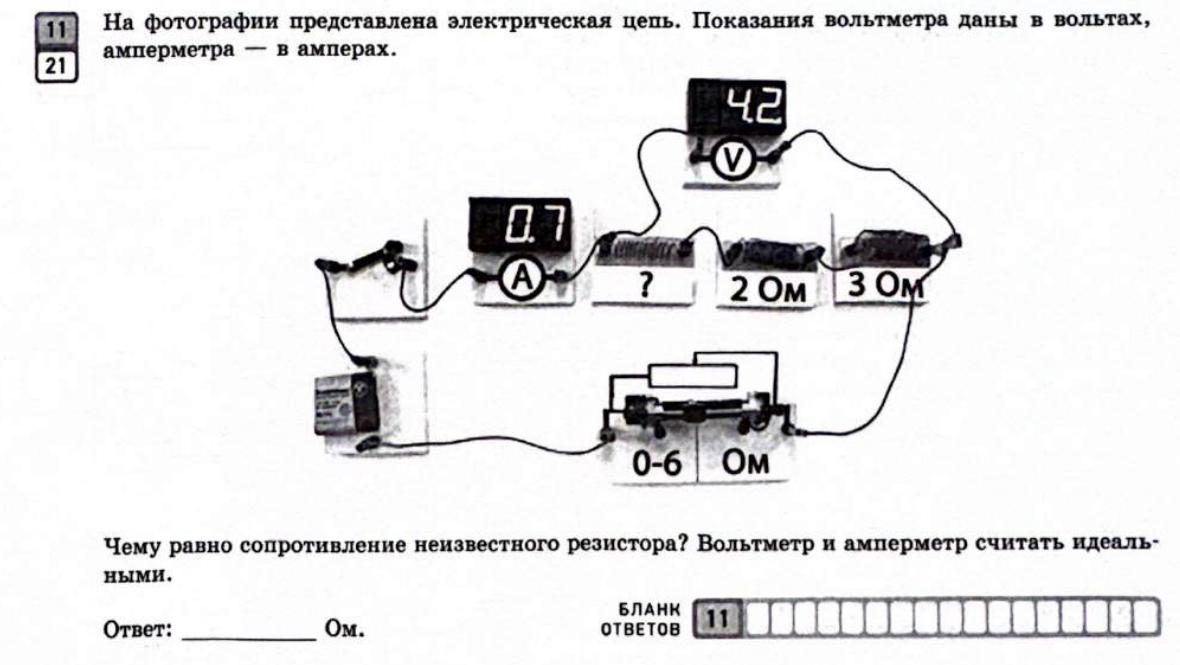 11
21
На фотографии представлена электрическая цепь. Показания вольтметра даны в вольтах,
амперметра — в амперах.
4.2
V
0.7
A
?
2 Ом
3 Ом
0-6 Ом
Чему равно сопротивление неизвестного резистора? Вольтметр и амперметр считать идеаль-
ными.
Ответ: __________ Ом.
БЛАНК
ОТВЕТОВ
11